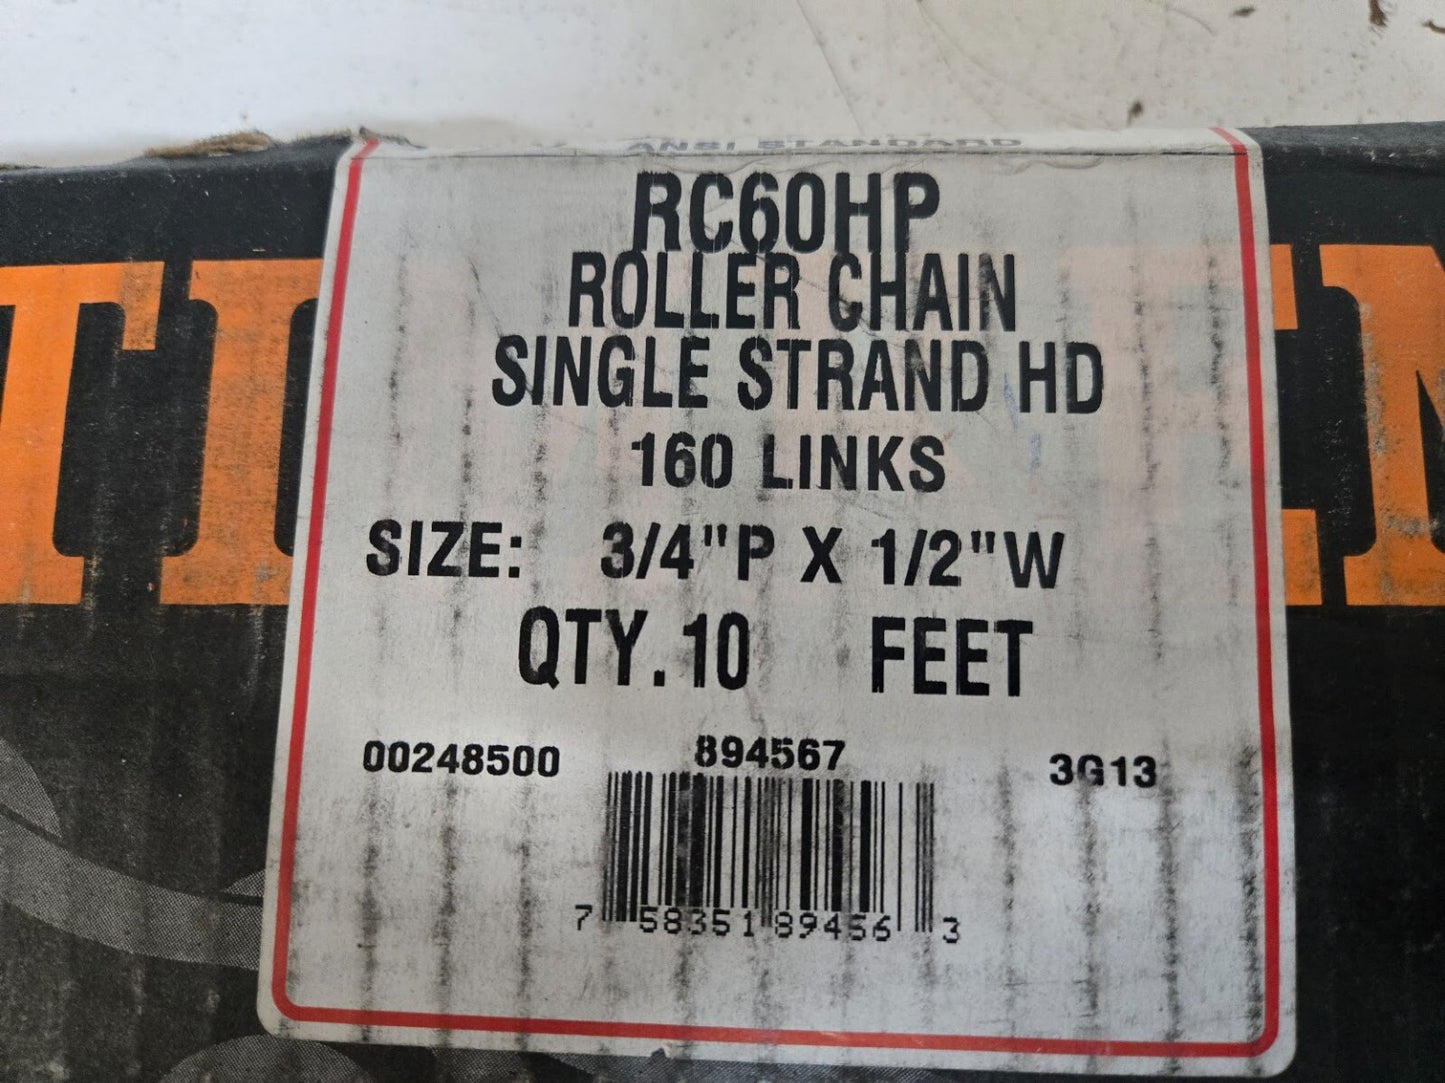 ANSI STANDARD
RC60HP
ROLLER CHAIN
SINGLE STRAND HD
160 LINKS
SIZE: 3/4"P X 1/2"W
QTY. 10 FEET
00248500 894567 3G13
7 58351 89456 3